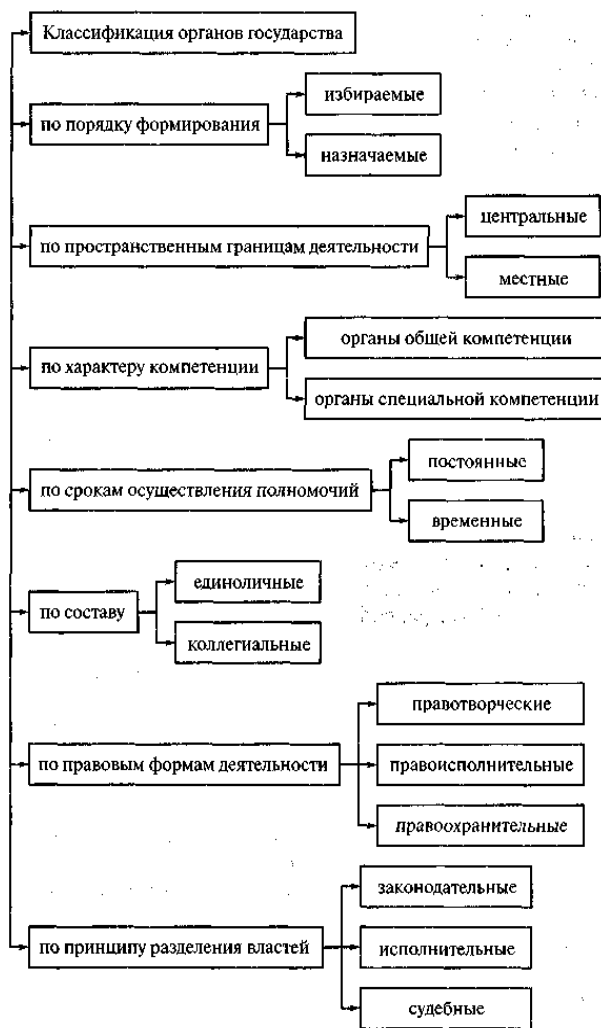 Классификация органов государства
по порядку формирования
избираемые
назначаемые
по пространственным границам деятельности
центральные
местные
по характеру компетенции
органы общей компетенции
органы специальной компетенции
по срокам осуществления полномочий
постоянные
временные
по составу
единоличные
коллегиальные
по правовым формам деятельности
правотворческие
правоисполнительные
правоохранительные
по принципу разделения властей
законодательные
исполнительные
судебные